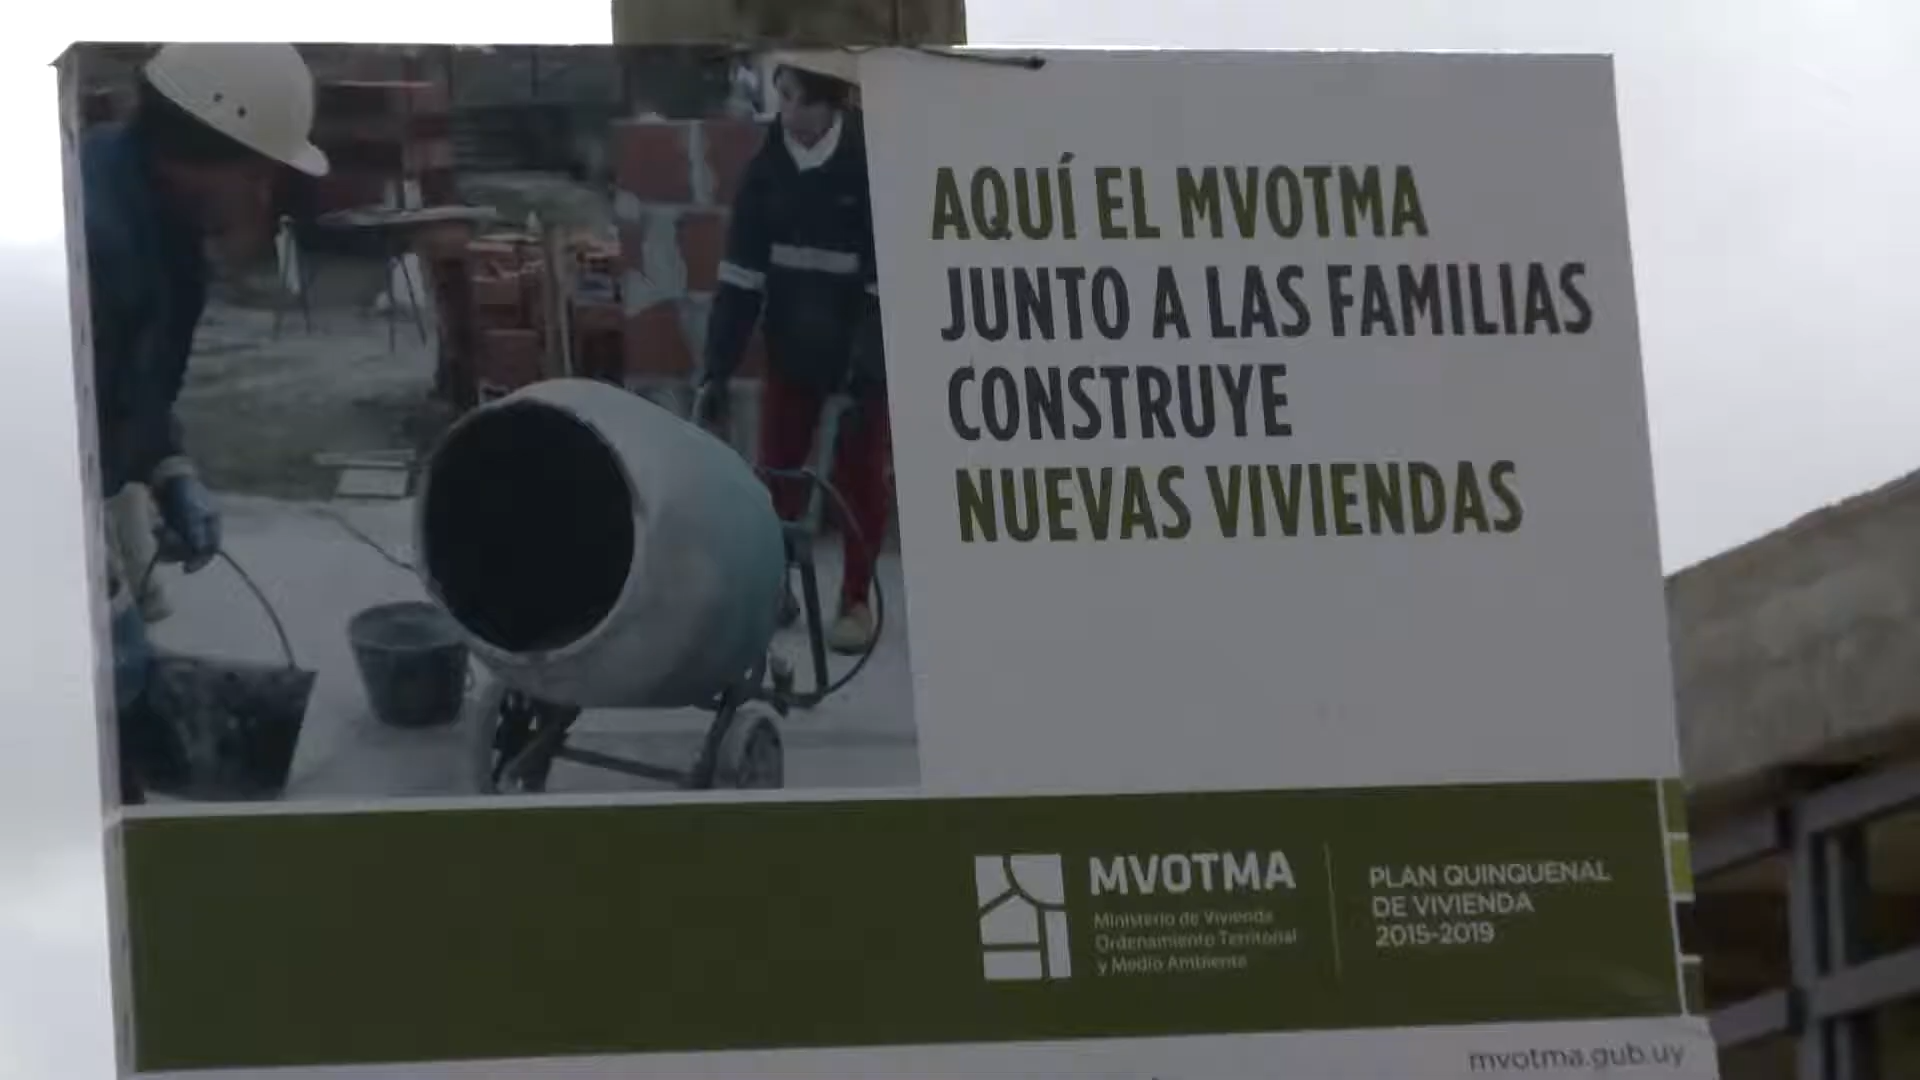 AQUÍ EL MVOTMA
JUNTO A LAS FAMILIAS
CONSTRUYE
NUEVAS VIVIENDAS
MVOTMA
Ministerio de Vivienda
Ordenamiento Territorial
y Medio Ambiente
PLAN QUINQUENAL
DE VIVIENDA
2015-2019
mvotma.gub.uy